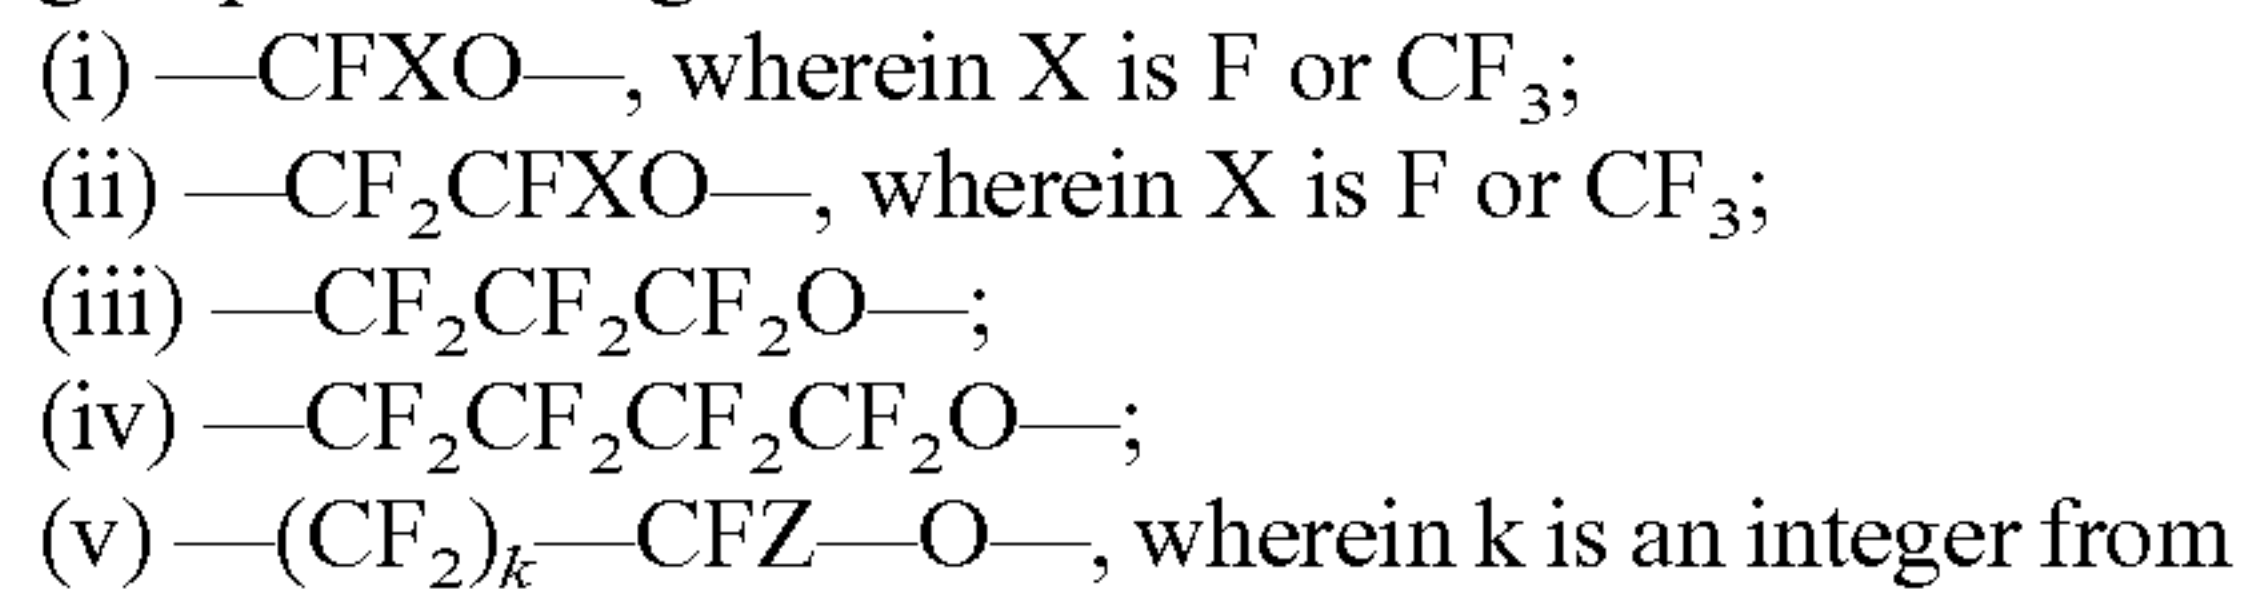 (i) —CFXO—, wherein X is F or CF₃;
(ii) —CF₂CFXO—, wherein X is F or CF₃;
(iii) —CF₂CF₂CF₂O—;
(iv) —CF₂CF₂CF₂CF₂O—;
(v) —(CF₂)ₖ—CFZ—O—, wherein k is an integer from